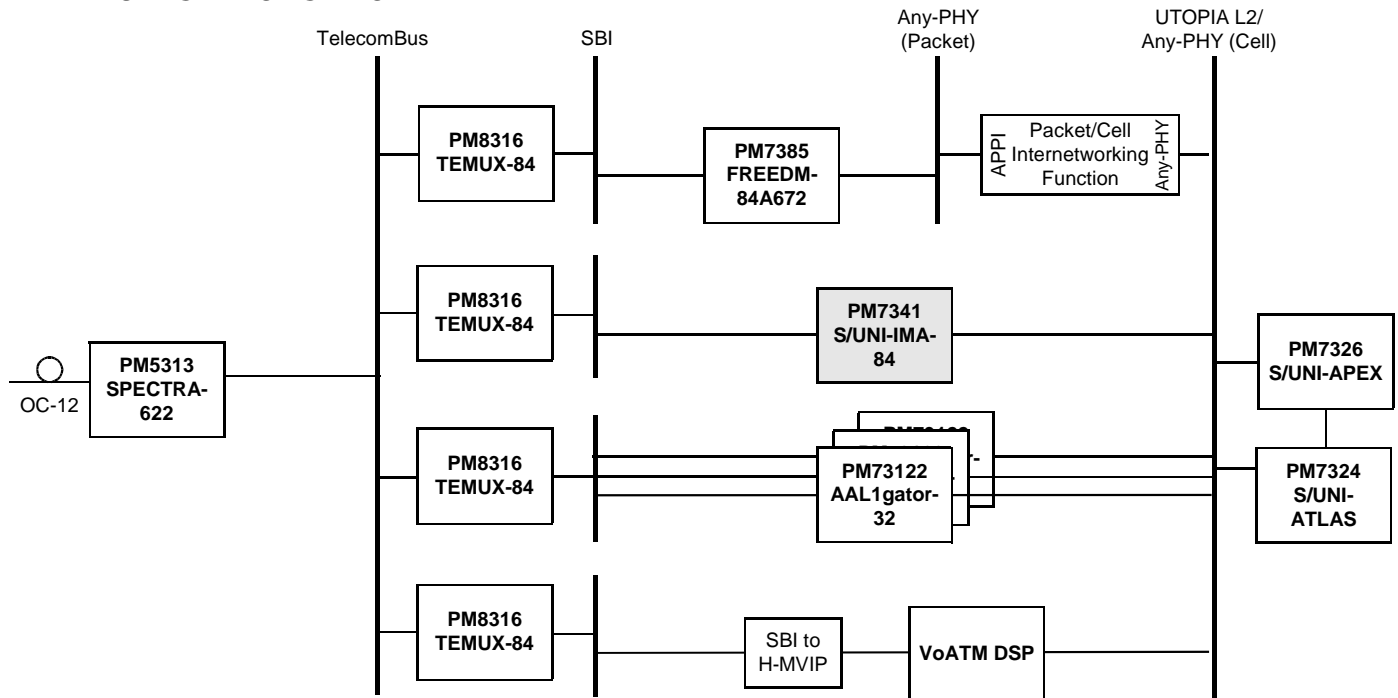 TelecomBus
SBI
Any-PHY
(Packet)
UTOPIA L2/
Any-PHY (Cell)
PM8316
TEMUX-84
PM7385
FREEDM-
84A672
APPI
Packet/Cell
Internetworking
Function
Any-PHY
PM8316
TEMUX-84
PM7341
S/UNI-IMA-
84
PM7326
S/UNI-APEX
PM5313
SPECTRA-
622
OC-12
PM8316
TEMUX-84
PM73122
AAL1gator-
32
PM7324
S/UNI-
ATLAS
PM8316
TEMUX-84
SBI to
H-MVIP
VoATM DSP